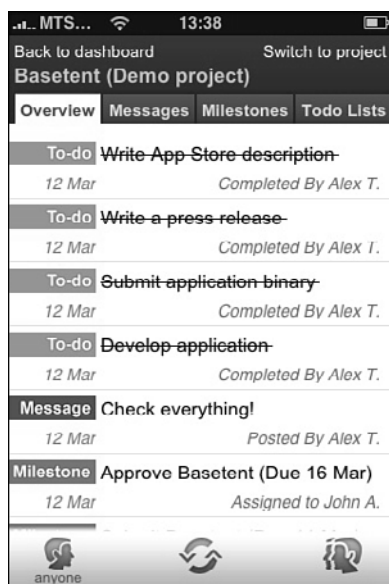 MTS... 13:38
Back to dashboard Switch to project
Basetent (Demo project)
Overview Messages Milestones Todo Lists
To-do Write App Store description
12 Mar Completed By Alex T.
To-do Write a press release
12 Mar Completed By Alex T.
To-do Submit application binary
12 Mar Completed By Alex T.
To-do Develop application
12 Mar Completed By Alex T.
Message Check everything!
12 Mar Posted By Alex T.
Milestone Approve Basetent (Due 16 Mar)
12 Mar Assigned to John A.
anyone